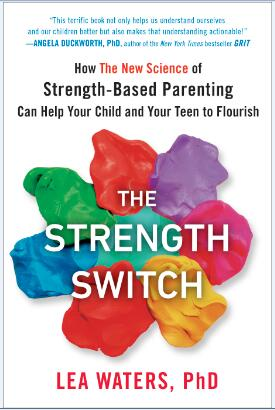 "This terrific book not only helps us understand ourselves
and our children better but also makes that understanding actionable!"
—ANGELA DUCKWORTH, PhD, author of the New York Times bestseller GRIT
How The New Science of
Strength-Based Parenting
Can Help Your Child and Your Teen to Flourish
THE
STRENGTH
SWITCH
LEA WATERS, PhD